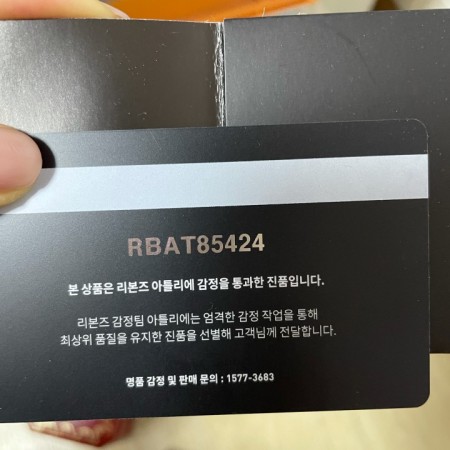 RBAT85424
본 상품은 리본즈 아틀리에 감정을 통과한 진품입니다.
리본즈 감정팀 아틀리에는 엄격한 감정 작업을 통해
최상위 품질을 유지한 진품을 선별해 고객님께 전달합니다.
명품 감정 및 판매 문의 : 1577-3683